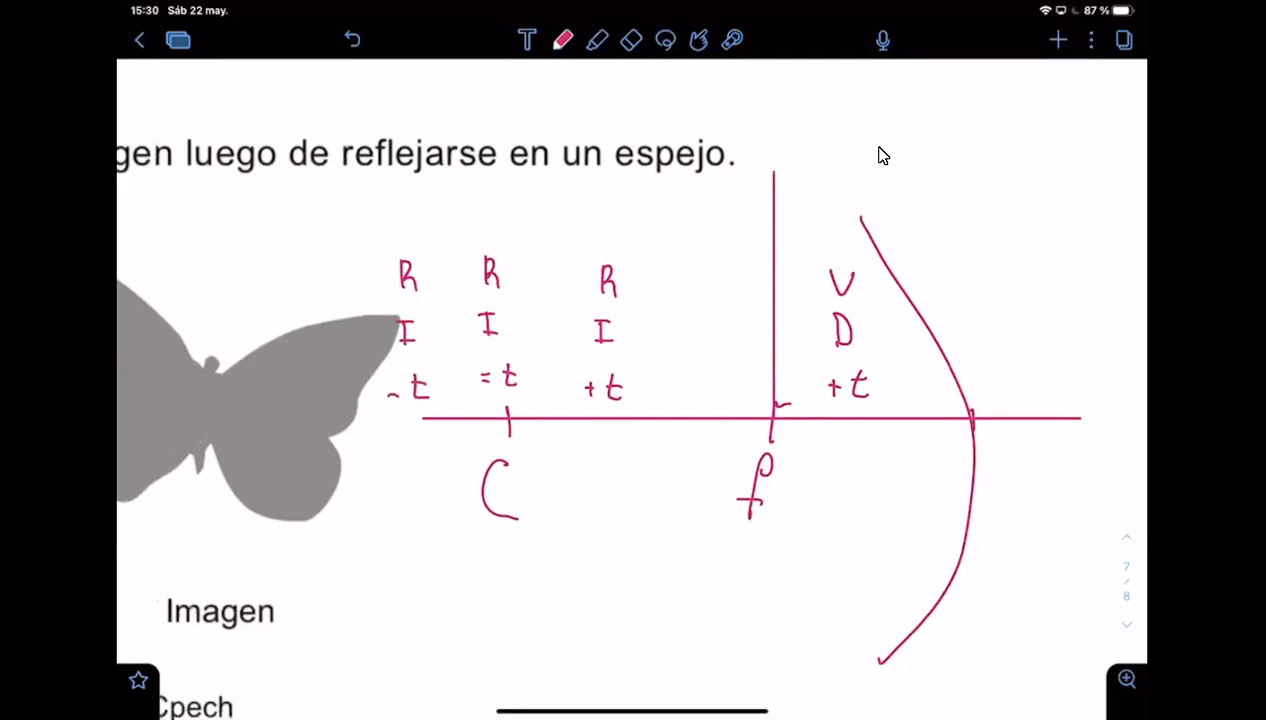 15:30 Sáb 22 may. 87 %
gen luego de reflejarse en un espejo.
R R R V
I I I D
- t = t + t + t
C f
7
/
8
Imagen
Cpech